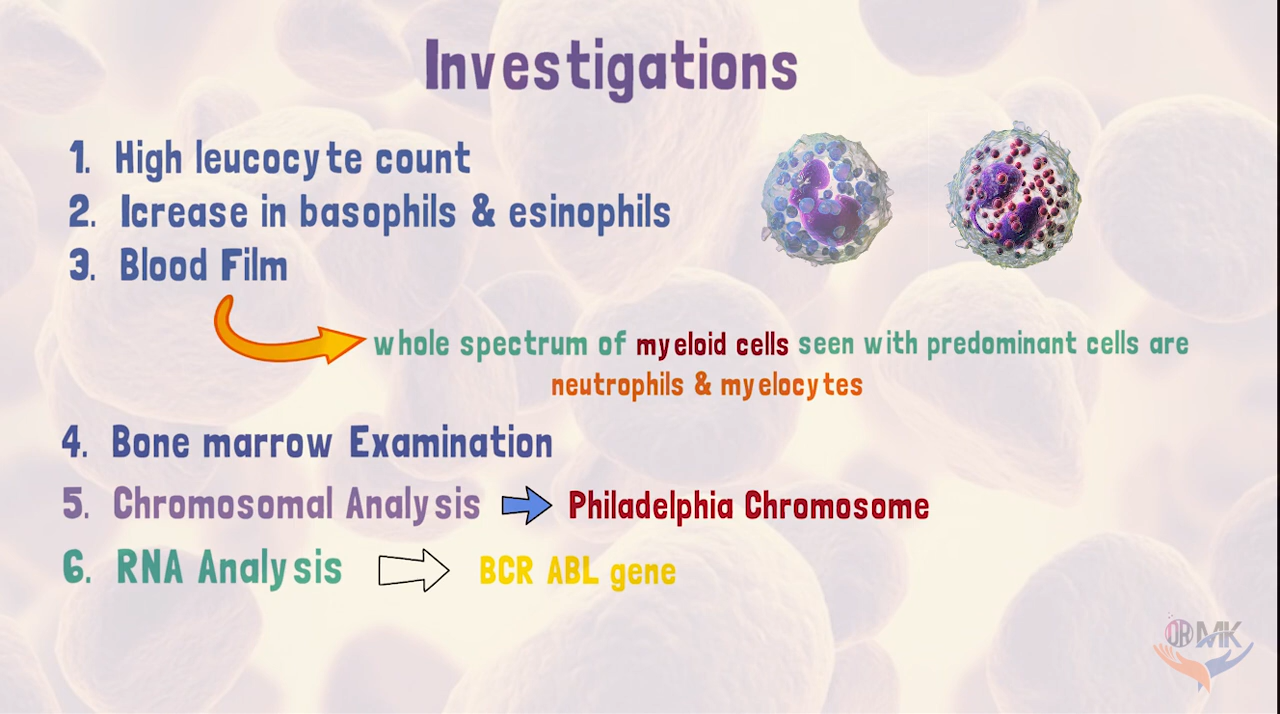 Investigations
1. High leucocyte count
2. Icrease in basophils & esinophils
3. Blood Film
whole spectrum of myeloid cells seen with predominant cells are
neutrophils & myelocytes
4. Bone marrow Examination
5. Chromosomal Analysis Philadelphia Chromosome
6. RNA Analysis BCR ABL gene
DR MK